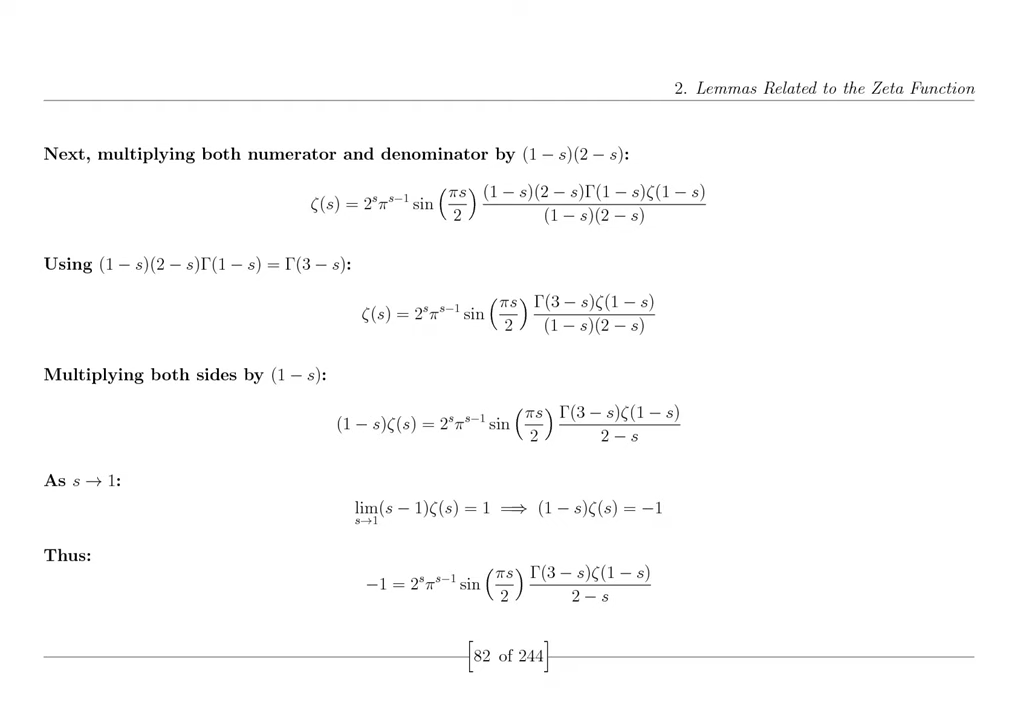 2. Lemmas Related to the Zeta Function
Next, multiplying both numerator and denominator by (1 − s)(2 − s):
ζ(s) = 2^s π^{s−1} sin (πs/2) (1 − s)(2 − s)Γ(1 − s)ζ(1 − s) / (1 − s)(2 − s)
Using (1 − s)(2 − s)Γ(1 − s) = Γ(3 − s):
ζ(s) = 2^s π^{s−1} sin (πs/2) Γ(3 − s)ζ(1 − s) / (1 − s)(2 − s)
Multiplying both sides by (1 − s):
(1 − s)ζ(s) = 2^s π^{s−1} sin (πs/2) Γ(3 − s)ζ(1 − s) / 2 − s
As s → 1:
lim_{s→1} (s − 1)ζ(s) = 1 ⟹ (1 − s)ζ(s) = −1
Thus:
−1 = 2^s π^{s−1} sin (πs/2) Γ(3 − s)ζ(1 − s) / 2 − s
[82 of 244]